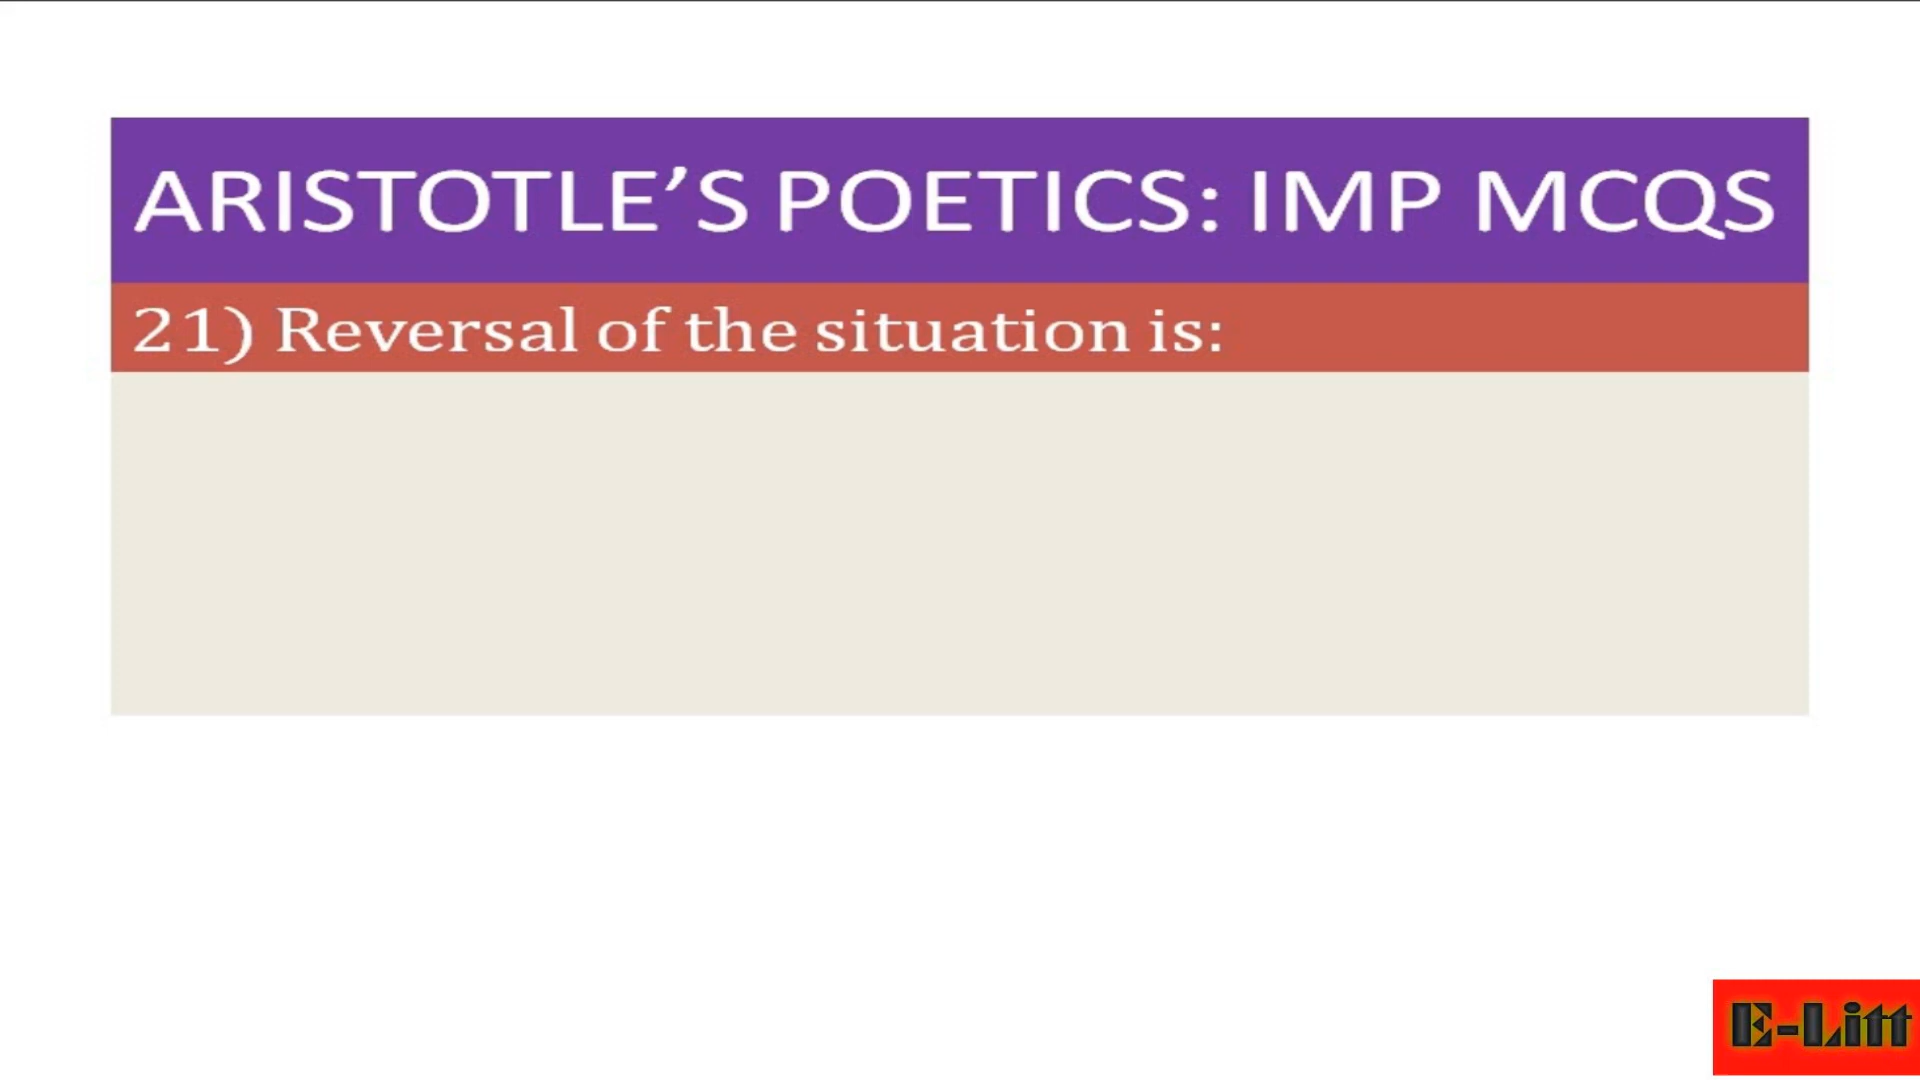 ARISTOTLE’S POETICS: IMP MCQS
21) Reversal of the situation is:
E-Litt